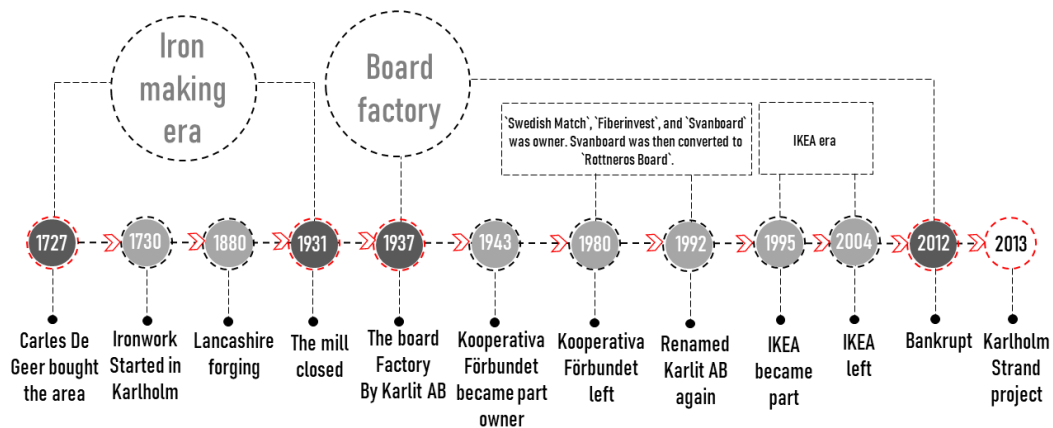 Iron
making
era
Board
factory
`Swedish Match`, `Fiberinvest`, and `Svanboard`
was owner. Svanboard was then converted to
`Rottneros Board`.
IKEA era
1727
1730
1880
1931
1937
1943
1980
1992
1995
2004
2012
2013
Carles De
Geer bought
the area
Ironwork
Started in
Karlholm
Lancashire
forging
The mill
closed
The board
Factory
By Karlit AB
Kooperativa
Förbundet
became part
owner
Kooperativa
Förbundet
left
Renamed
Karlit AB
again
IKEA
became
part
IKEA
left
Bankrupt
Karlholm
Strand
project